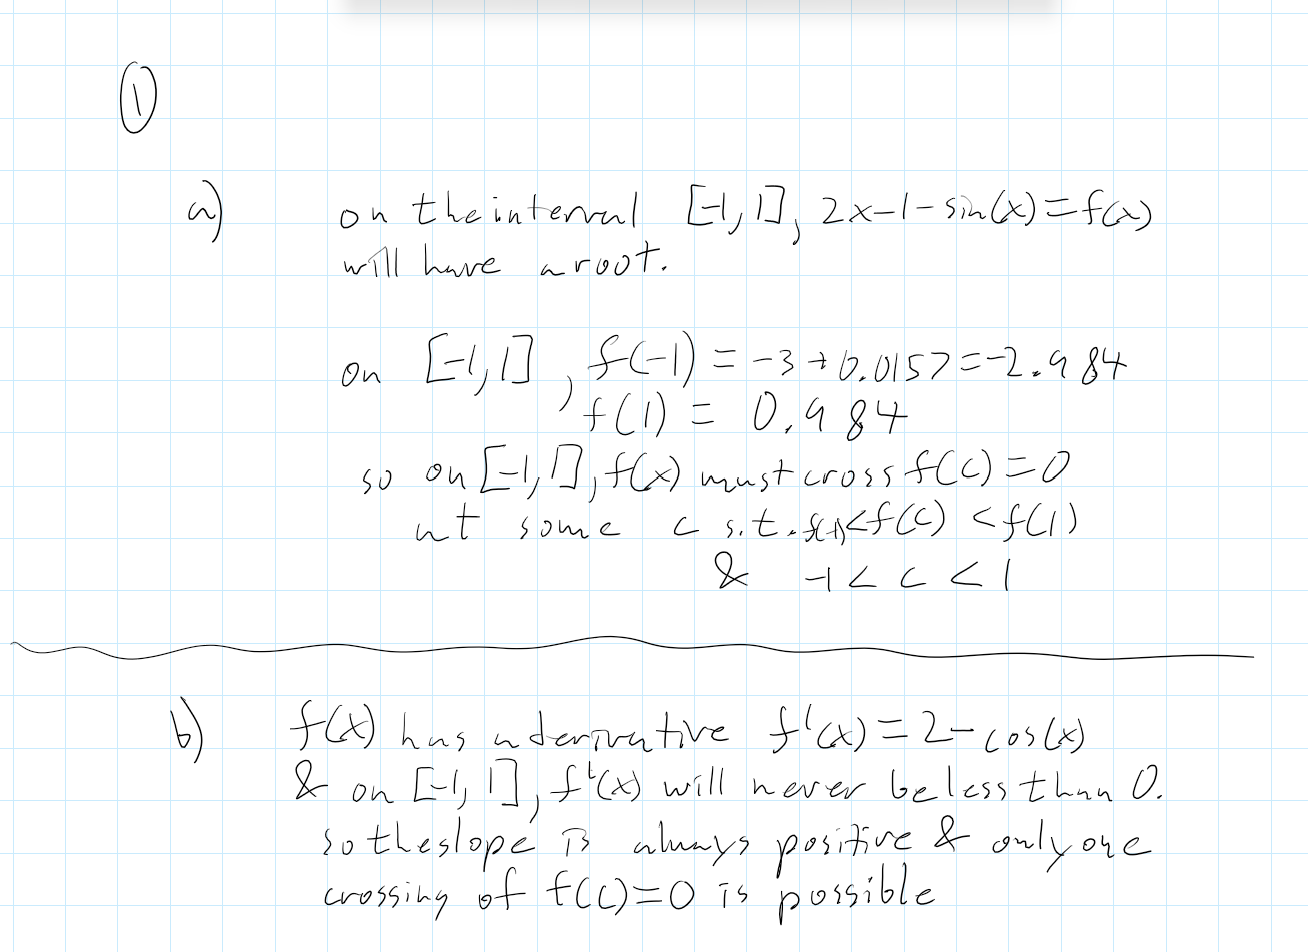 ①
a) on the interval [-1,1], 2x-1-sin(x)=f(x)
will have a root.
on [-1,1], f(-1) = -3+0.0157=-2.984
f(1) = 0.984
so on [-1,1], f(x) must cross f(c)=0
at some c s.t. f(-1)<f(c)<f(1)
& -1<c<1
b) f(x) has a derivative f'(x)=2-cos(x)
& on [-1,1], f'(x) will never be less than 0.
so the slope is always positive & only one
crossing of f(c)=0 is possible